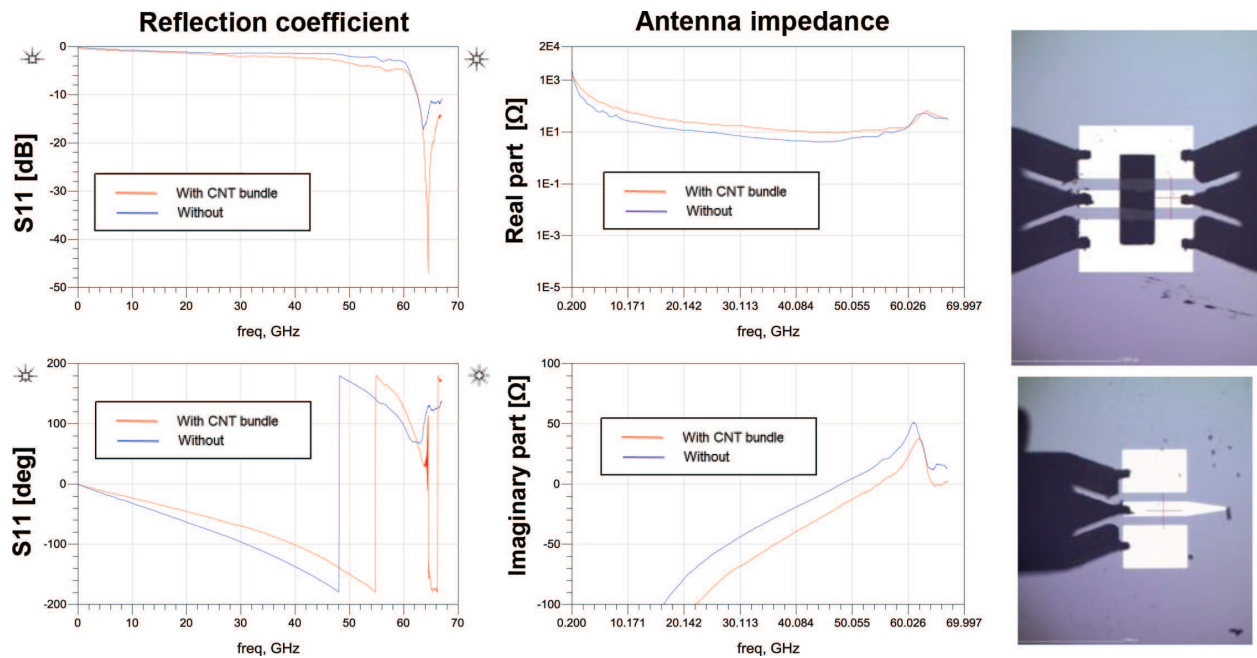 Reflection coefficient
0
-10
-20
-30
-40
-50
S11 [dB]
With CNT bundle
Without
0 10 20 30 40 50 60 70
freq, GHz
Antenna impedance
2E4
1E3
1E1
1E-1
1E-3
1E-5
Real part [Ω]
With CNT bundle
Without
0.200 10.171 20.142 30.113 40.084 50.055 60.026 69.997
freq, GHz
200
100
0
-100
-200
S11 [deg]
With CNT bundle
Without
0 10 20 30 40 50 60 70
freq, GHz
100
50
0
-50
-100
Imaginary part [Ω]
With CNT bundle
Without
0.200 10.171 20.142 30.113 40.084 50.055 60.026 69.997
freq, GHz